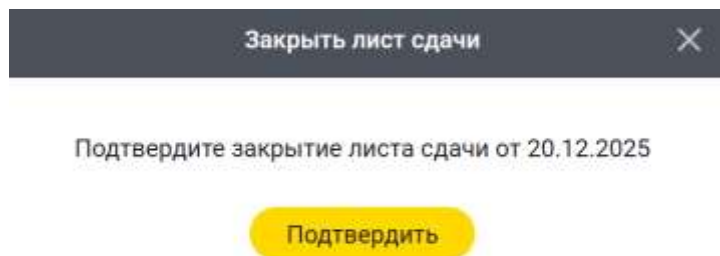 Закрыть лист сдачи
Подтвердите закрытие листа сдачи от 20.12.2025
Подтвердить